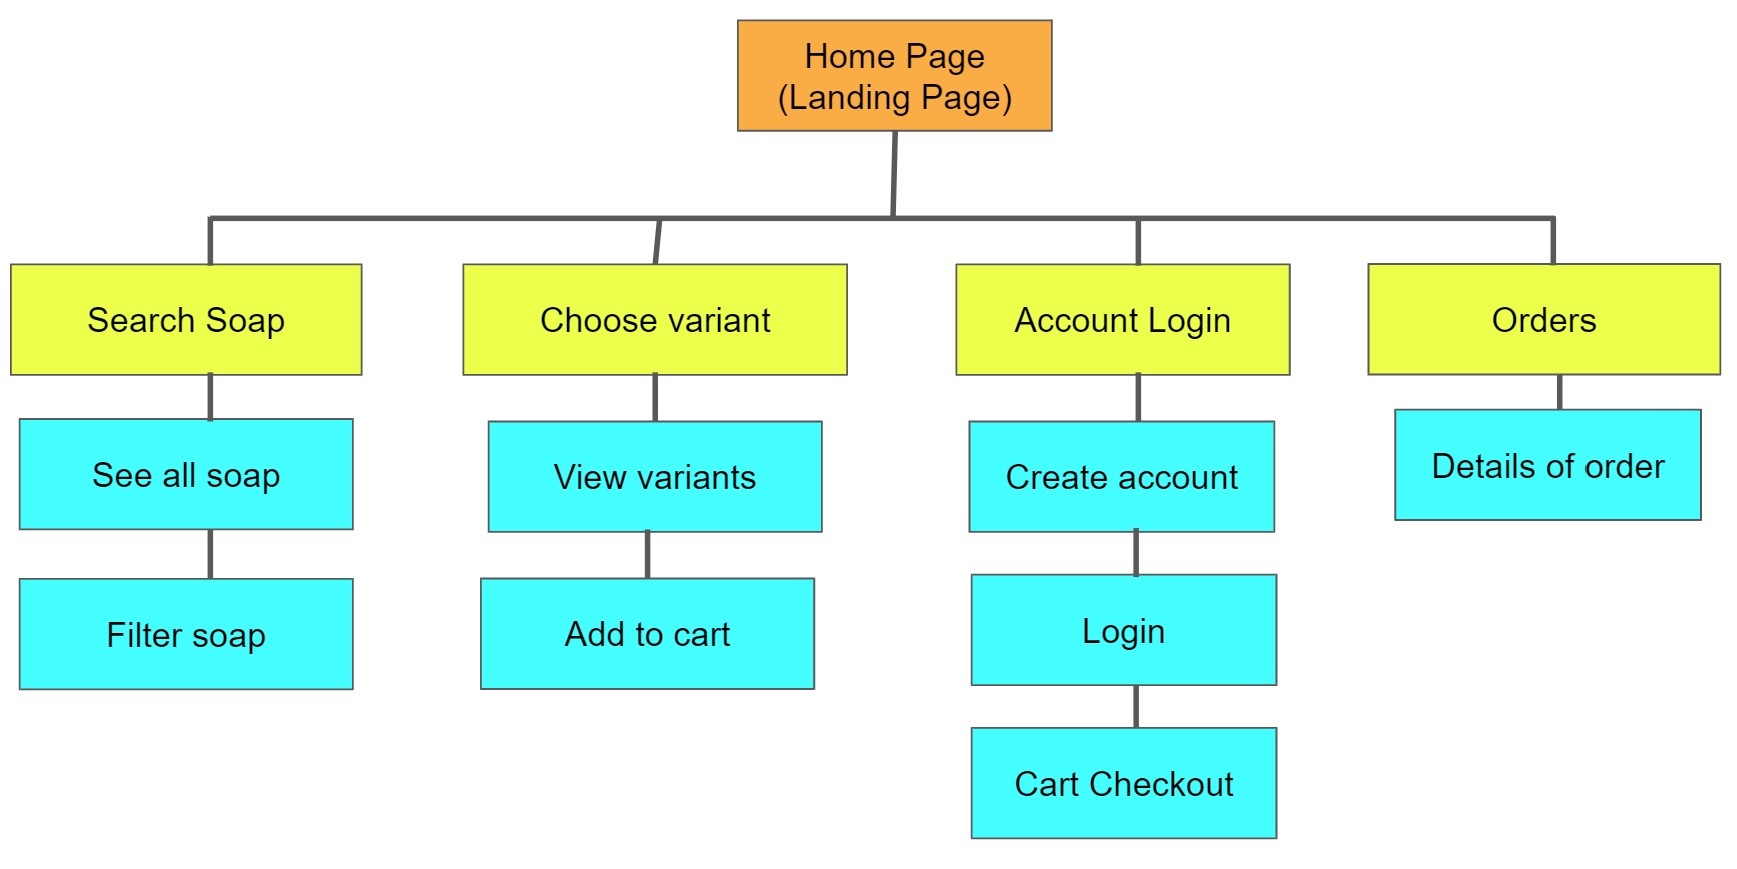 Home Page
(Landing Page)
Search Soap
Choose variant
Account Login
Orders
See all soap
View variants
Create account
Details of order
Filter soap
Add to cart
Login
Cart Checkout